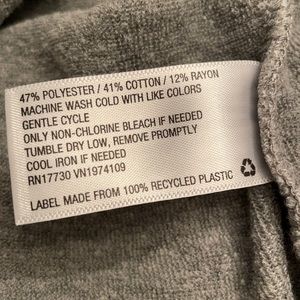 47% POLYESTER / 41% COTTON / 12% RAYON
MACHINE WASH COLD WITH LIKE COLORS
GENTLE CYCLE
ONLY NON-CHLORINE BLEACH IF NEEDED
TUMBLE DRY LOW, REMOVE PROMPTLY
COOL IRON IF NEEDED
RN17730 VN1974109
LABEL MADE FROM 100% RECYCLED PLASTIC